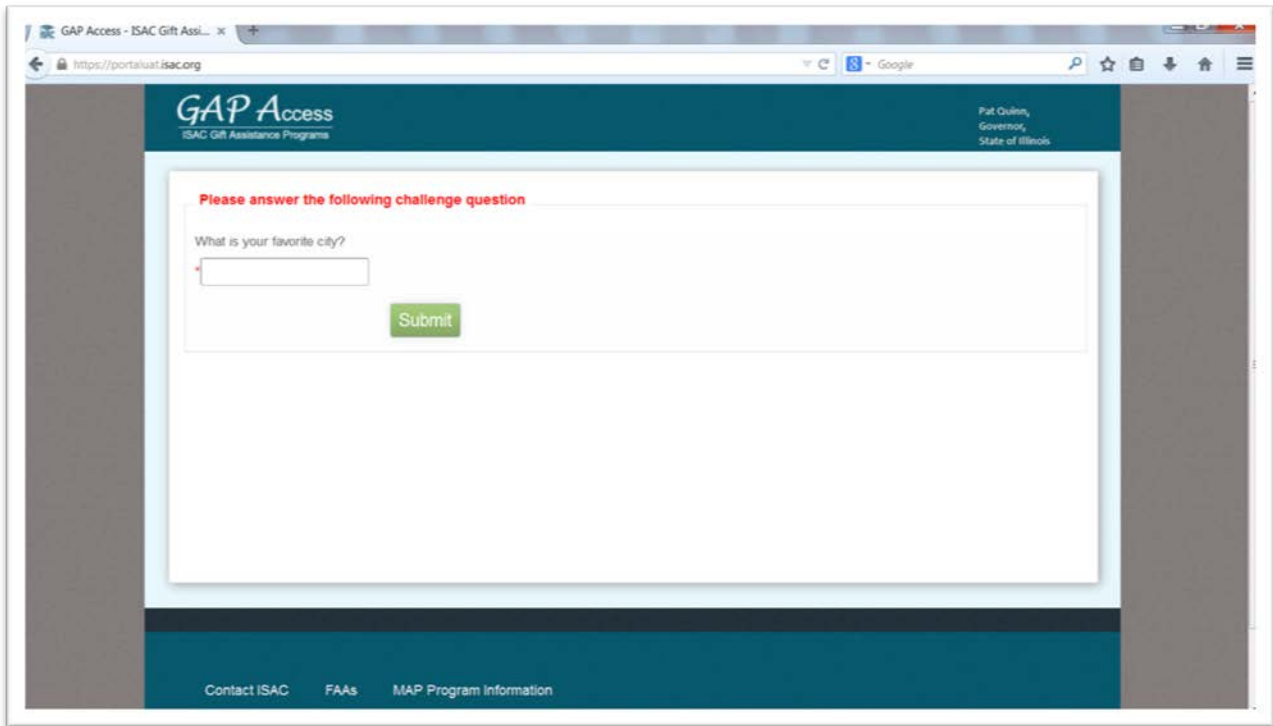 GAP Access - ISAC Gift Assi...
https://portaluat.isac.org
Google
GAP Access
ISAC Gift Assistance Programs
Pat Quinn,
Governor,
State of Illinois
Please answer the following challenge question
What is your favorite city?
*
Submit
Contact ISAC FAAs MAP Program Information